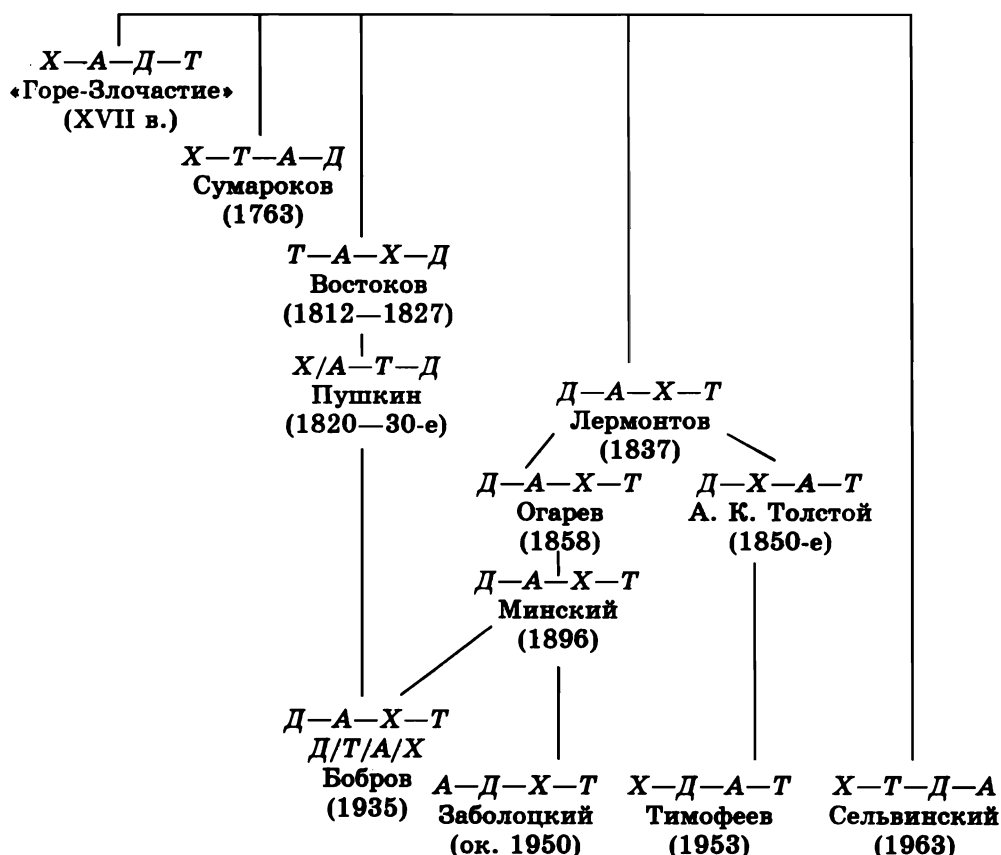 Х—А—Д—Т
«Горе-Злочастие»
(XVII в.)
Х—Т—А—Д
Сумароков
(1763)
Т—А—Х—Д
Востоков
(1812—1827)
Х/А—Т—Д
Пушкин
(1820—30-е)
Д—А—Х—Т
Лермонтов
(1837)
Д—А—Х—Т
Огарев
(1858)
Д—Х—А—Т
А. К. Толстой
(1850-е)
Д—А—Х—Т
Минский
(1896)
Д—А—Х—Т
Д/Т/А/Х
Бобров
(1935)
А—Д—Х—Т
Заболоцкий
(ок. 1950)
Х—Д—А—Т
Тимофеев
(1953)
Х—Т—Д—А
Сельвинский
(1963)